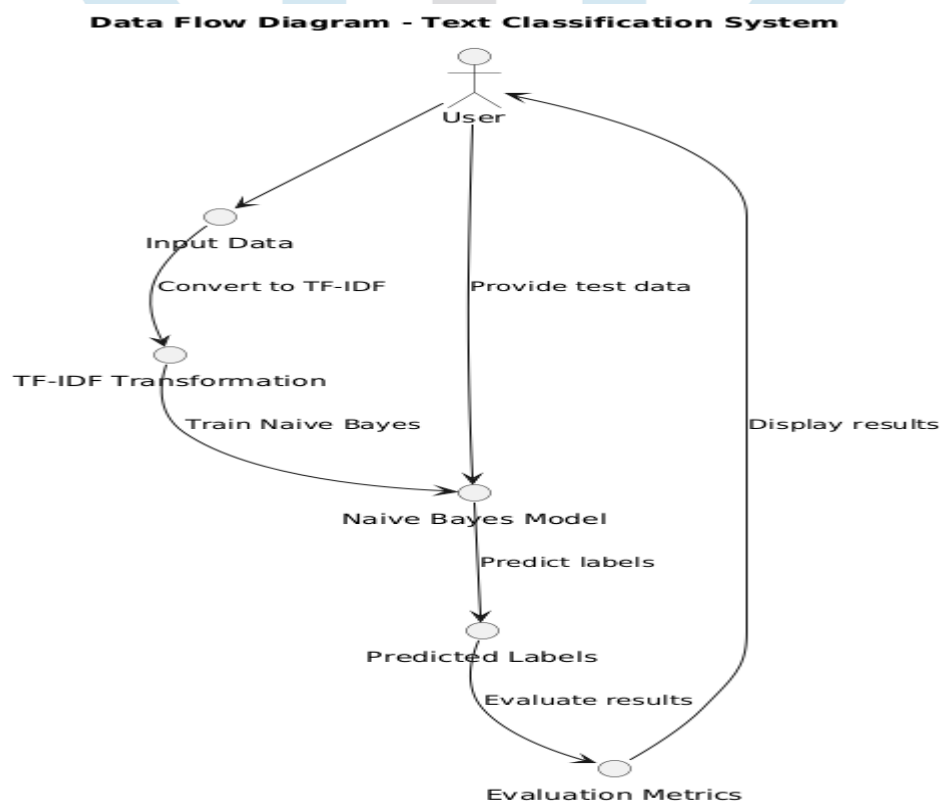 Data Flow Diagram - Text Classification System
User
Input Data
Convert to TF-IDF
Provide test data
TF-IDF Transformation
Train Naive Bayes
Display results
Naive Bayes Model
Predict labels
Predicted Labels
Evaluate results
Evaluation Metrics